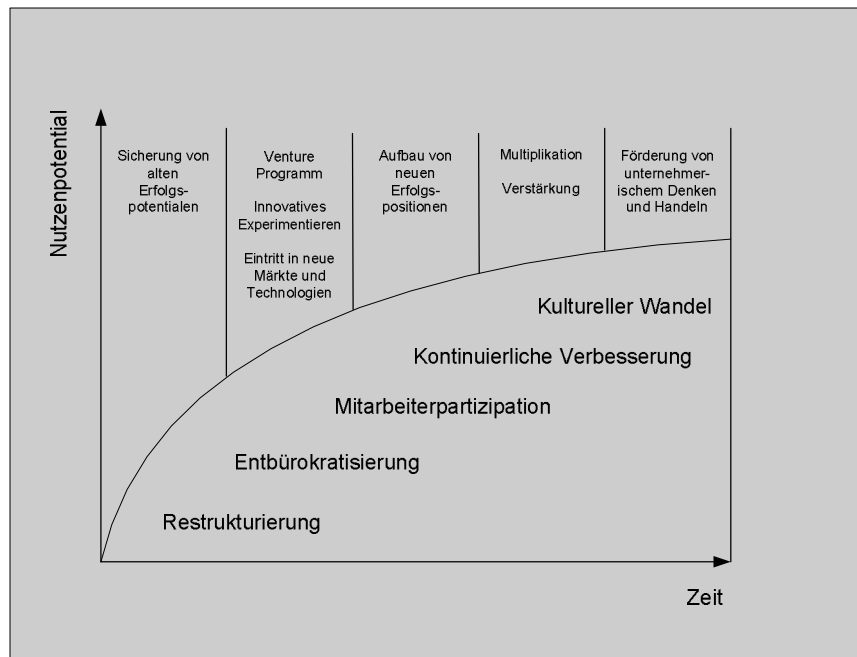 Nutzenpotential
Sicherung von
alten
Erfolgs-
potentialen
Venture
Programm
Innovatives
Experimentieren
Eintritt in neue
Märkte und
Technologien
Aufbau von
neuen
Erfolgs-
positionen
Multiplikation
Verstärkung
Förderung von
unternehmer-
ischem Denken
und Handeln
Kultureller Wandel
Kontinuierliche Verbesserung
Mitarbeiterpartizipation
Entbürokratisierung
Restrukturierung
Zeit